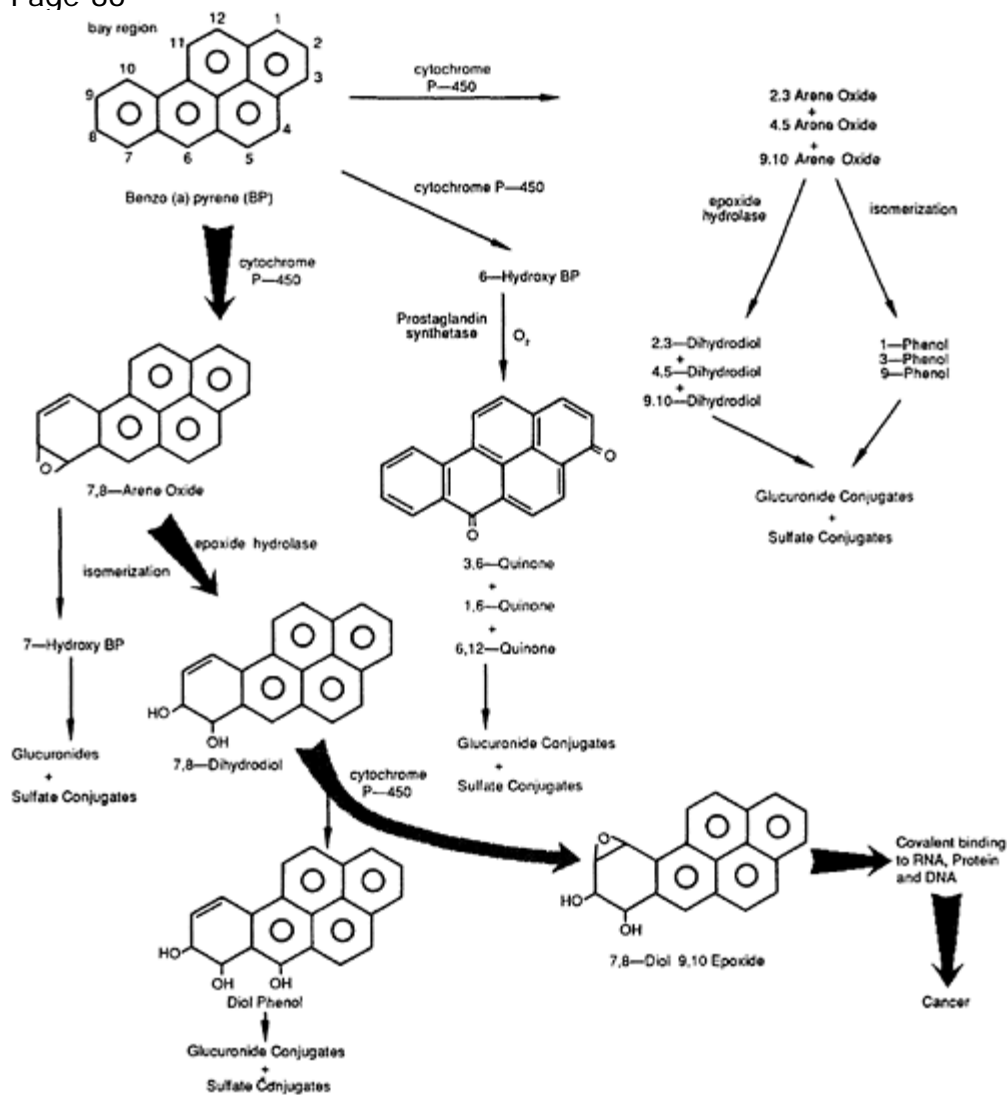 bay region
12
1
11
2
10
3
9
8
4
7
6
5
Benzo (a) pyrene (BP)
cytochrome
P—450
2.3 Arene Oxide
+
4.5 Arene Oxide
+
9.10 Arene Oxide
cytochrome P—450
epoxide
hydrolase
isomerization
cytochrome
P—450
6—Hydroxy BP
Prostaglandin
synthetase
O₂
2.3—Dihydrodiol
+
4.5—Dihydrodiol
+
9.10—Dihydrodiol
1—Phenol
3—Phenol
9—Phenol
O
7,8—Arene Oxide
O
O
Glucuronide Conjugates
+
Sulfate Conjugates
epoxide hydrolase
isomerization
3,6—Quinone
+
1,6—Quinone
+
6,12—Quinone
7—Hydroxy BP
HO
OH
7,8—Dihydrodiol
Glucuronides
+
Sulfate Conjugates
Glucuronide Conjugates
+
Sulfate Conjugates
cytochrome
P—450
O
HO
OH
7,8—Diol 9,10 Epoxide
Covalent binding
to RNA, Protein
and DNA
Cancer
HO
OH
OH
Diol Phenol
Glucuronide Conjugates
+
Sulfate Conjugates